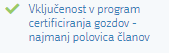 Vključenost v program
certificiranja gozdov -
najmanj polovica članov